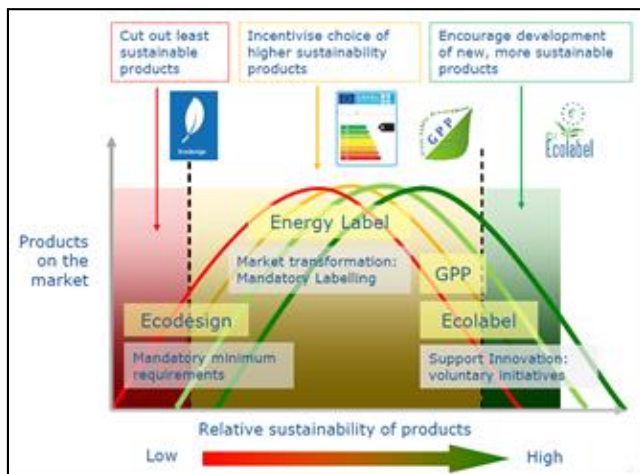 Cut out least
sustainable
products
Incentivise choice of
higher sustainability
products
Encourage development
of new, more sustainable
products
ecodesign
GPP
Ecolabel
Products
on the
market
Energy Label
Market transformation:
Mandatory Labelling
GPP
Ecodesign
Ecolabel
Mandatory minimum
requirements
Support Innovation:
voluntary initiatives
Relative sustainability of products
Low
High